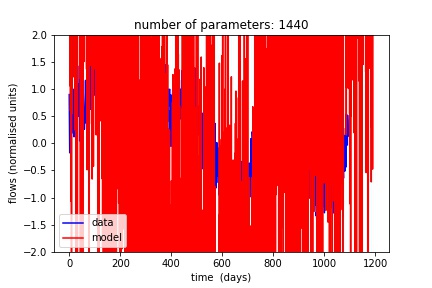 number of parameters: 1440
flows (normalised units)
2.0
1.5
1.0
0.5
0.0
−0.5
−1.0
−1.5
−2.0
data
model
0 200 400 600 800 1000 1200
time (days)